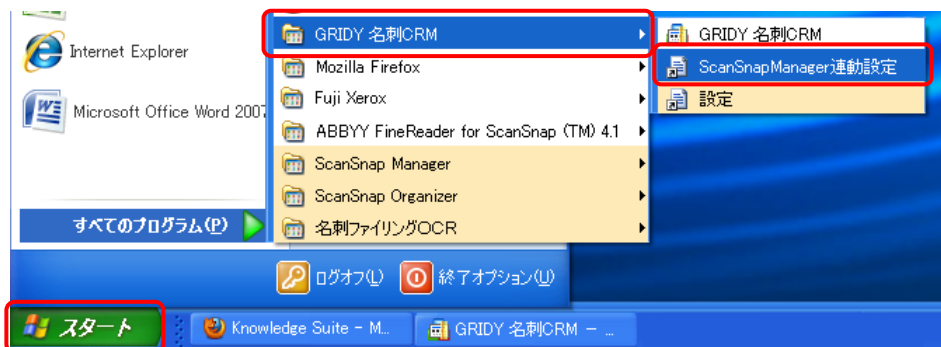 Internet Explorer
Microsoft Office Word 2007
すべてのプログラム(P)
GRIDY 名刺CRM
Mozilla Firefox
Fuji Xerox
ABBYY FineReader for ScanSnap (TM) 4.1
ScanSnap Manager
ScanSnap Organizer
名刺ファイリングOCR
GRIDY 名刺CRM
ScanSnapManager連動設定
設定
ログオフ(L)
終了オプション(U)
スタート
Knowledge Suite - M...
GRIDY 名刺CRM - ...